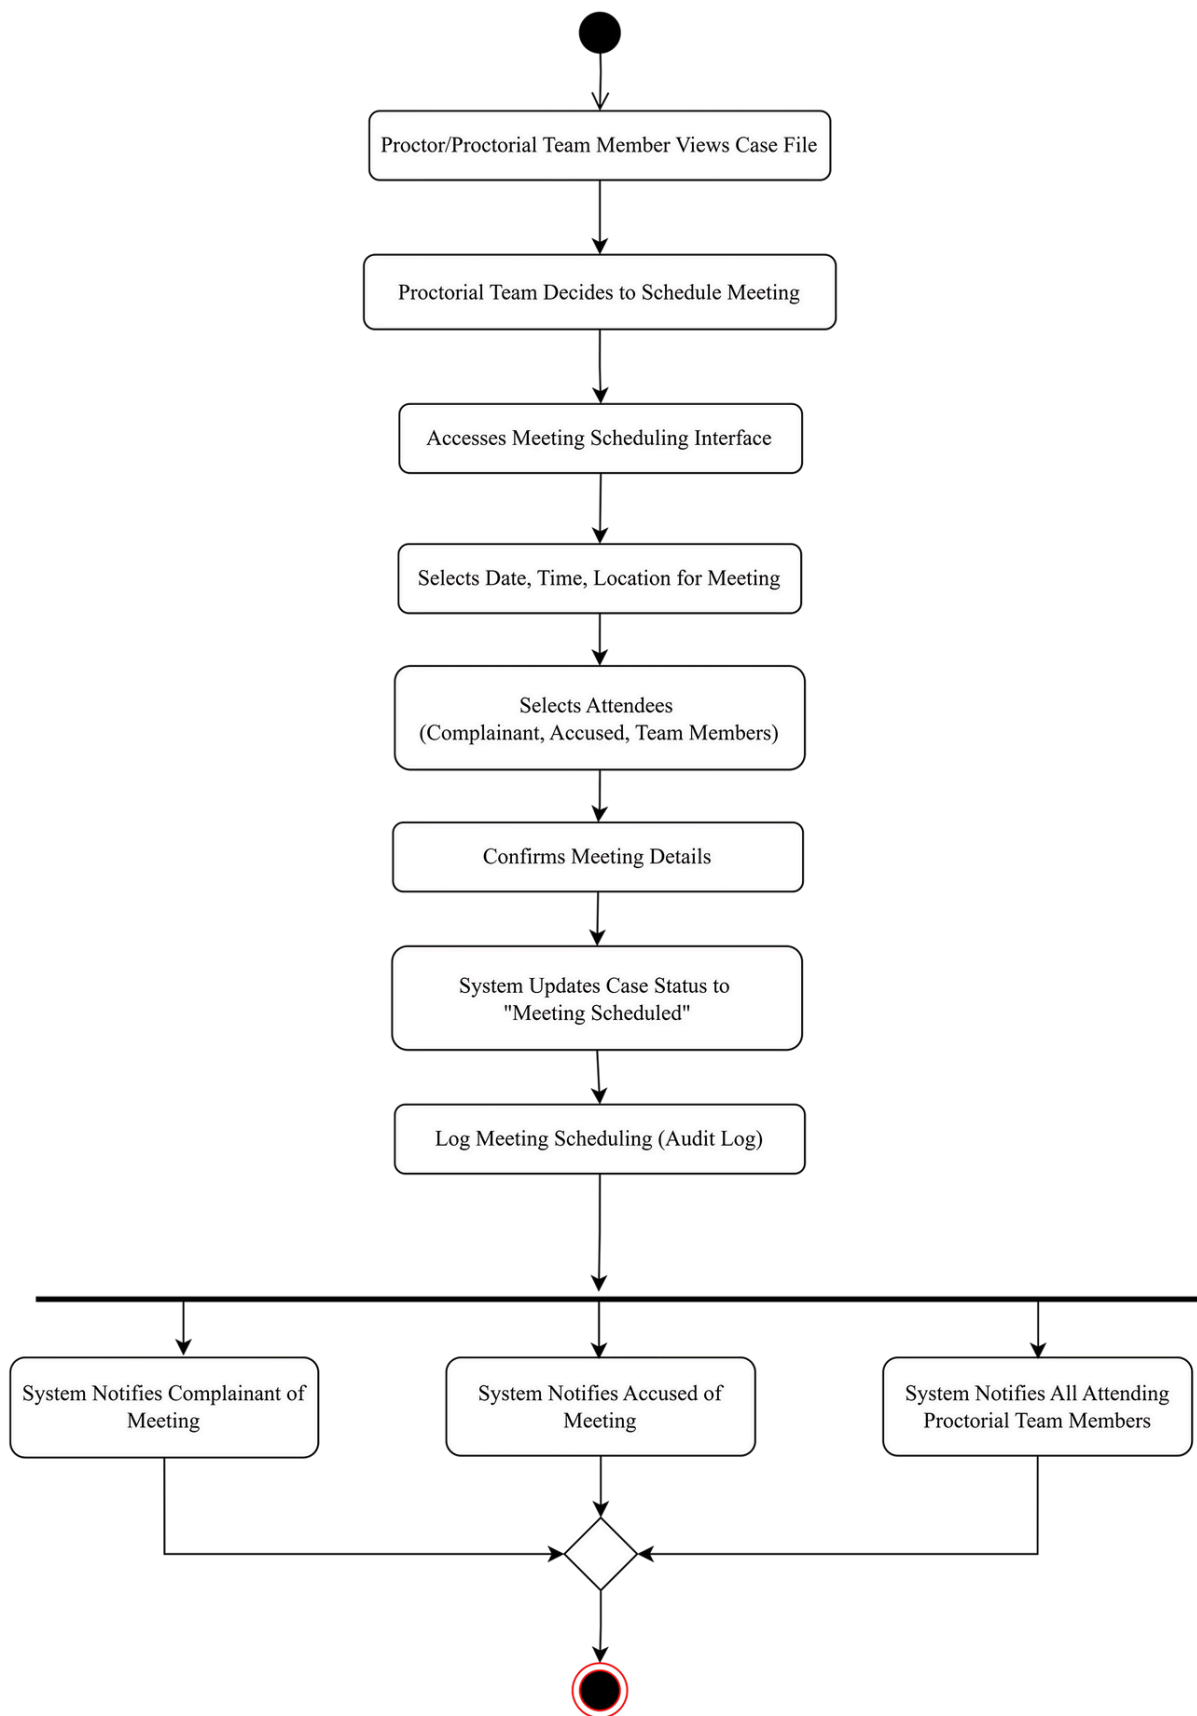 Proctor/Proctorial Team Member Views Case File
Proctorial Team Decides to Schedule Meeting
Accesses Meeting Scheduling Interface
Selects Date, Time, Location for Meeting
Selects Attendees
(Complainant, Accused, Team Members)
Confirms Meeting Details
System Updates Case Status to
"Meeting Scheduled"
Log Meeting Scheduling (Audit Log)
System Notifies Complainant of
Meeting
System Notifies Accused of
Meeting
System Notifies All Attending
Proctorial Team Members